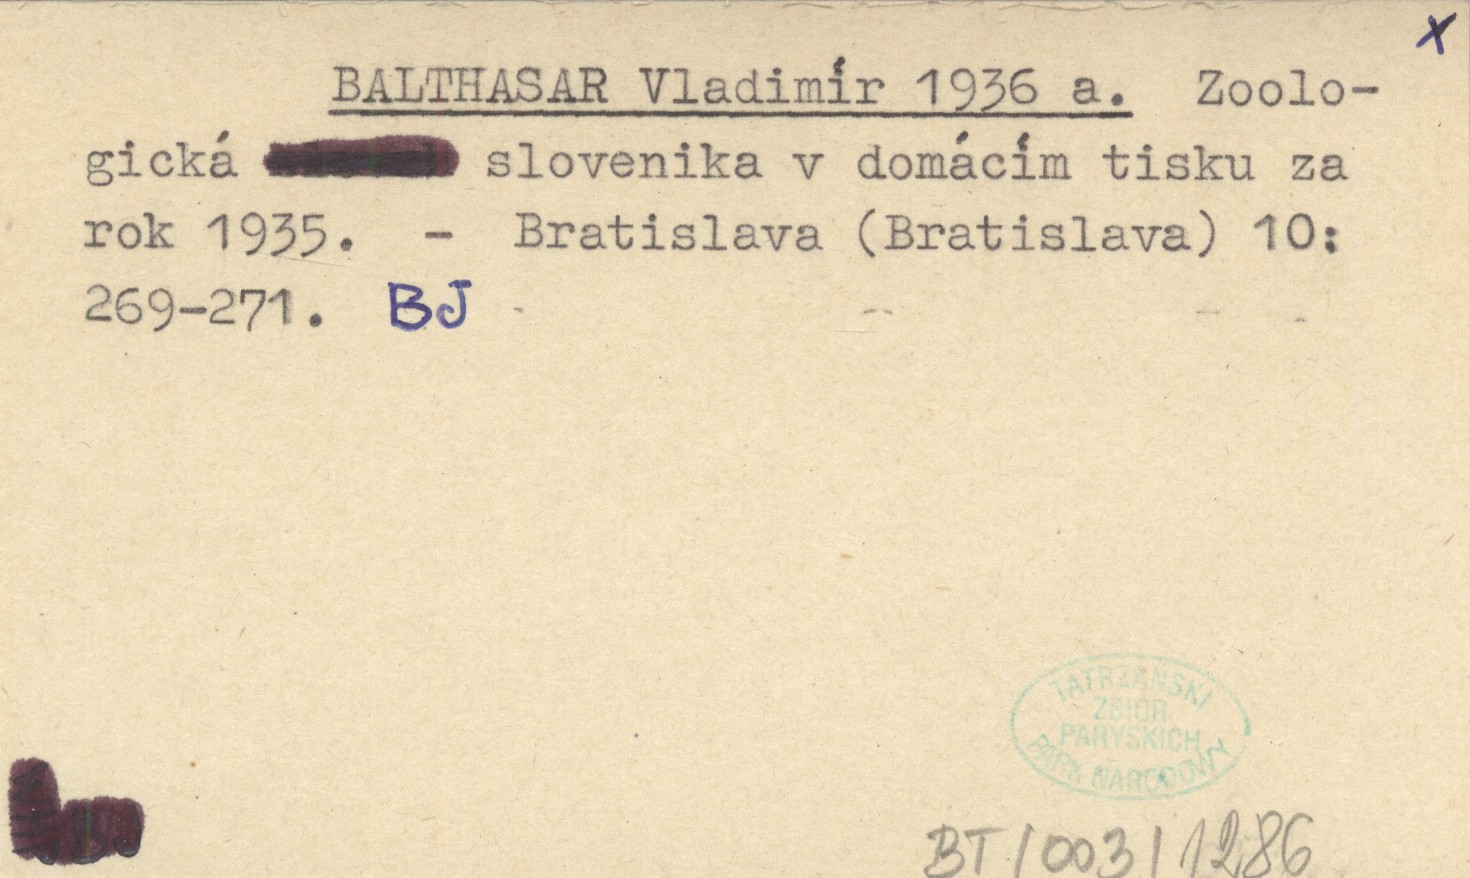 X
BALTHASAR Vladimír 1936 a. Zoolo-
gická slovenika v domácím tisku za
rok 1935. - Bratislava (Bratislava) 10:
269-271. BJ
TATRZAŃSKI
ZBIÓR
PARYSKICH
PARK NARODOWY
BT/003/1286